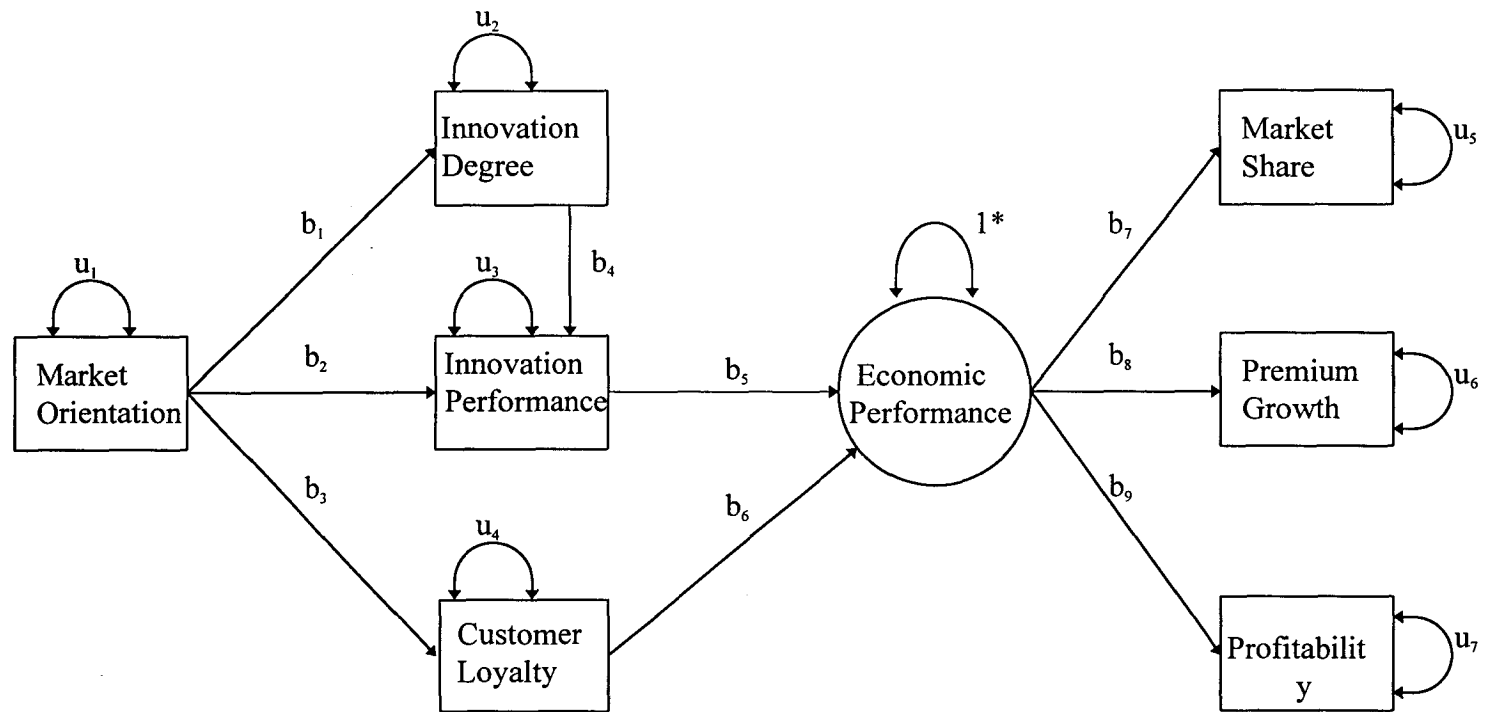 u₂
Innovation
Degree
Market
Share
u₅
b₁
b₇
1*
u₁
u₃
b₄
Market
Orientation
b₂
Innovation
Performance
b₅
Economic
Performance
b₈
Premium
Growth
u₆
b₃
b₆
b₉
u₄
Customer
Loyalty
Profitabilit
y
u₇